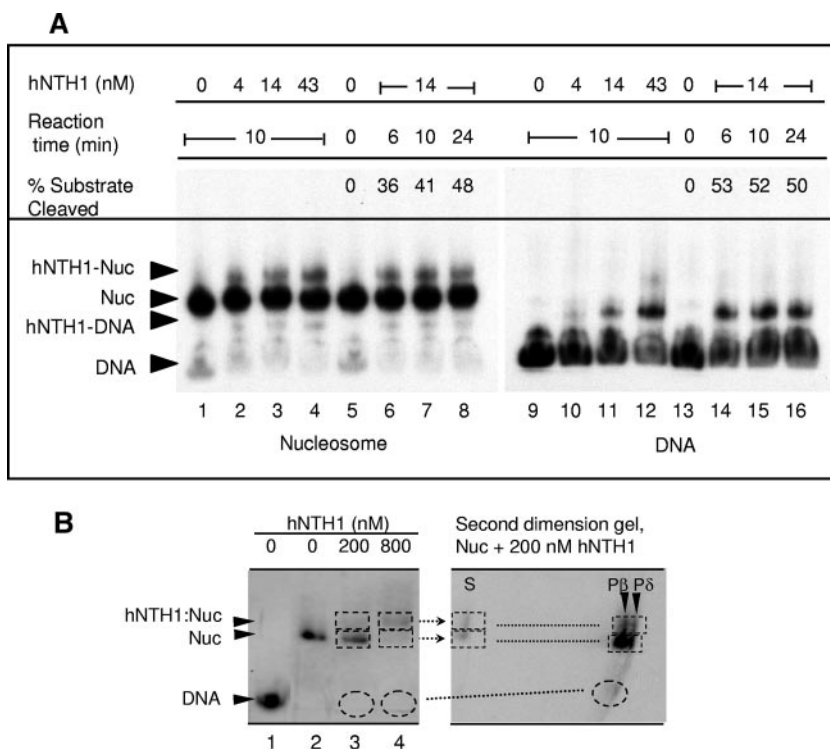 A
hNTH1 (nM) 0 4 14 43 0 14 0 4 14 43 0 14
Reaction time (min) 10 0 6 10 24 10 0 6 10 24
% Substrate Cleaved 0 36 41 48 0 53 52 50
hNTH1-Nuc
Nuc
hNTH1-DNA
DNA
1 2 3 4 5 6 7 8 9 10 11 12 13 14 15 16
Nucleosome DNA
B
hNTH1 (nM)
0 0 200 800
Second dimension gel,
Nuc + 200 nM hNTH1
S Pβ Pδ
hNTH1:Nuc
Nuc
DNA
1 2 3 4